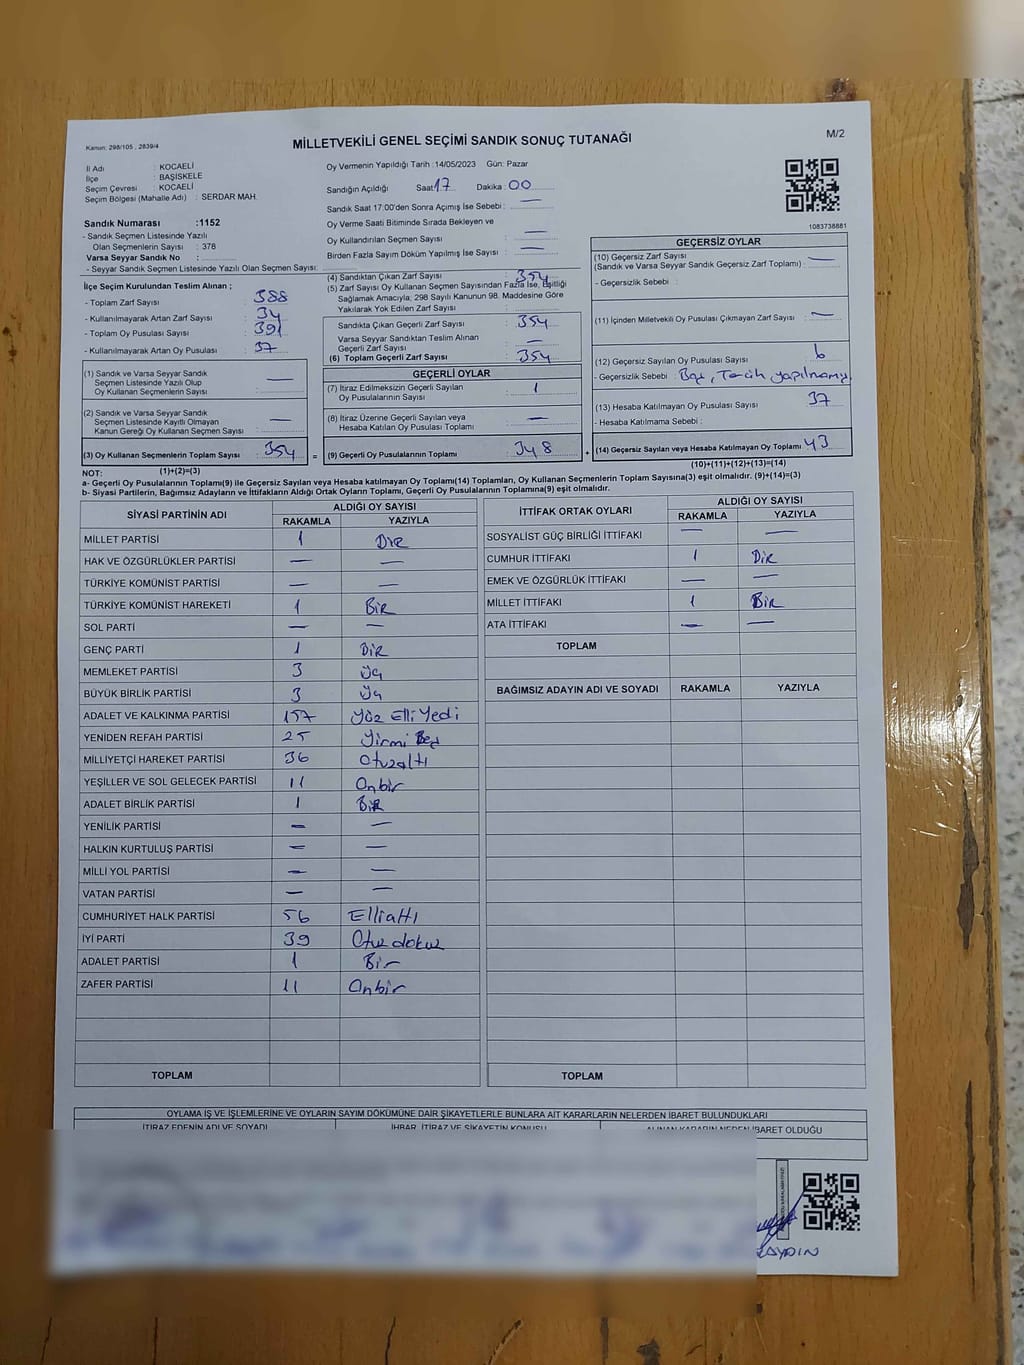 Kanun: 298/105 , 2839/4
MİLLETVEKİLİ GENEL SEÇİMİ SANDIK SONUÇ TUTANAĞI
M/2
İl Adı : KOCAELİ
İlçe : BAŞİSKELE
Seçim Çevresi : KOCAELİ
Seçim Bölgesi (Mahalle Adı) : SERDAR MAH.
Sandık Numarası :1152
- Sandık Seçmen Listesinde Yazılı
Olan Seçmenlerin Sayısı : 378
Varsa Seyyar Sandık No :
- Seyyar Sandık Seçmen Listesinde Yazılı Olan Seçmen Sayısı:
Oy Vermenin Yapıldığı Tarih :14/05/2023 Gün: Pazar
Sandığın Açıldığı Saat 17 Dakika : 00
Sandık Saat 17:00'den Sonra Açımış İse Sebebi : —
Oy Verme Saati Bitiminde Sırada Bekleyen ve
Oy Kullandırılan Seçmen Sayısı —
Birden Fazla Sayım Döküm Yapılmış İse Sayısı —
1083738881
İlçe Seçim Kurulundan Teslim Alınan ;
- Toplam Zarf Sayısı : 388
- Kullanılmayarak Artan Zarf Sayısı : 34
- Toplam Oy Pusulası Sayısı : 391
- Kullanılmayarak Artan Oy Pusulası : 37
(1) Sandık ve Varsa Seyyar Sandık
Seçmen Listesinde Yazılı Olup
Oy Kullanan Seçmenlerin Sayısı : —
(2) Sandık ve Varsa Seyyar Sandık
Seçmen Listesinde Kayıtlı Olmayan
Kanun Gereği Oy Kullanan Seçmen Sayısı : —
(3) Oy Kullanan Seçmenlerin Toplam Sayısı : 354
(1)+(2)=(3)
(4) Sandıktan Çıkan Zarf Sayısı : 354
(5) Zarf Sayısı Oy Kullanan Seçmen Sayısından Fazla İse, Eşitliği
Sağlamak Amacıyla; 298 Sayılı Kanunun 98. Maddesine Göre
Yakılarak Yok Edilen Zarf Sayısı :
Sandıkta Çıkan Geçerli Zarf Sayısı : 354
Varsa Seyyar Sandıktan Teslim Alınan
Geçerli Zarf Sayısı : —
(6) Toplam Geçerli Zarf Sayısı : 354
GEÇERLİ OYLAR
(7) İtiraz Edilmeksizin Geçerli Sayılan
Oy Pusulalarının Sayısı : 1
(8) İtiraz Üzerine Geçerli Sayılan veya
Hesaba Katılan Oy Pusulası Toplamı : —
= (9) Geçerli Oy Pusulalarının Toplamı : 348
GEÇERSİZ OYLAR
(10) Geçersiz Zarf Sayısı —
(Sandık ve Varsa Seyyar Sandık Geçersiz Zarf Toplamı) :
- Geçersizlik Sebebi :
(11) İçinden Milletvekili Oy Pusulası Çıkmayan Zarf Sayısı : —
(12) Geçersiz Sayılan Oy Pusulası Sayısı : 6
- Geçersizlik Sebebi : Boş, Tercih yapılmamış
(13) Hesaba Katılmayan Oy Pusulası Sayısı : 37
- Hesaba Katılmama Sebebi :
+ (14) Geçersiz Sayılan veya Hesaba Katılmayan Oy Toplamı : 43
(10)+(11)+(12)+(13)=(14)
NOT:
a- Geçerli Oy Pusulalarının Toplamı(9) ile Geçersiz Sayılan veya Hesaba katılmayan Oy Toplamı(14) Toplamları, Oy Kullanan Seçmenlerin Toplam Sayısına(3) eşit olmalıdır. (9)+(14)=(3)
b- Siyasi Partilerin, Bağımsız Adayların ve İttifakların Aldığı Ortak Oyların Toplamı, Geçerli Oy Pusulalarının Toplamına(9) eşit olmalıdır.
SİYASİ PARTİNİN ADI ALDIĞI OY SAYISI
RAKAMLA YAZIYLA
MİLLET PARTİSİ 1 BİR
HAK VE ÖZGÜRLÜKLER PARTİSİ — —
TÜRKİYE KOMÜNİST PARTİSİ — —
TÜRKİYE KOMÜNİST HAREKETİ 1 BİR
SOL PARTİ — —
GENÇ PARTİ 1 BİR
MEMLEKET PARTİSİ 3 Üç
BÜYÜK BİRLİK PARTİSİ 3 Üç
ADALET VE KALKINMA PARTİSİ 157 Yüz Elli Yedi
YENİDEN REFAH PARTİSİ 25 Yirmi Beş
MİLLİYETÇİ HAREKET PARTİSİ 36 Otuzaltı
YEŞİLLER VE SOL GELECEK PARTİSİ 11 Onbir
ADALET BİRLİK PARTİSİ 1 BİR
YENİLİK PARTİSİ — —
HALKIN KURTULUŞ PARTİSİ — —
MİLLİ YOL PARTİSİ — —
VATAN PARTİSİ — —
CUMHURİYET HALK PARTİSİ 56 Elliatı
İYİ PARTİ 39 Otuzdokuz
ADALET PARTİSİ 1 Bir
ZAFER PARTİSİ 11 Onbir
TOPLAM
İTTİFAK ORTAK OYLARI ALDIĞI OY SAYISI
RAKAMLA YAZIYLA
SOSYALİST GÜÇ BİRLİĞİ İTTİFAKI — —
CUMHUR İTTİFAKI 1 BİR
EMEK VE ÖZGÜRLÜK İTTİFAKI — —
MİLLET İTTİFAKI 1 BİR
ATA İTTİFAKI — —
TOPLAM
BAĞIMSIZ ADAYIN ADI VE SOYADI RAKAMLA YAZIYLA
TOPLAM
OYLAMA İŞ VE İŞLEMLERİNE VE OYLARIN SAYIM DÖKÜMÜNE DAİR ŞİKAYETLERLE BUNLARA AİT KARARLARIN NELERDEN İBARET BULUNDUKLARI
İTİRAZ EDENİN ADI VE SOYADI İHBAR, İTİRAZ VE ŞİKAYETİN KONUSU ALINAN KARARIN NEDEN İBARET OLDUĞU
AYDIN